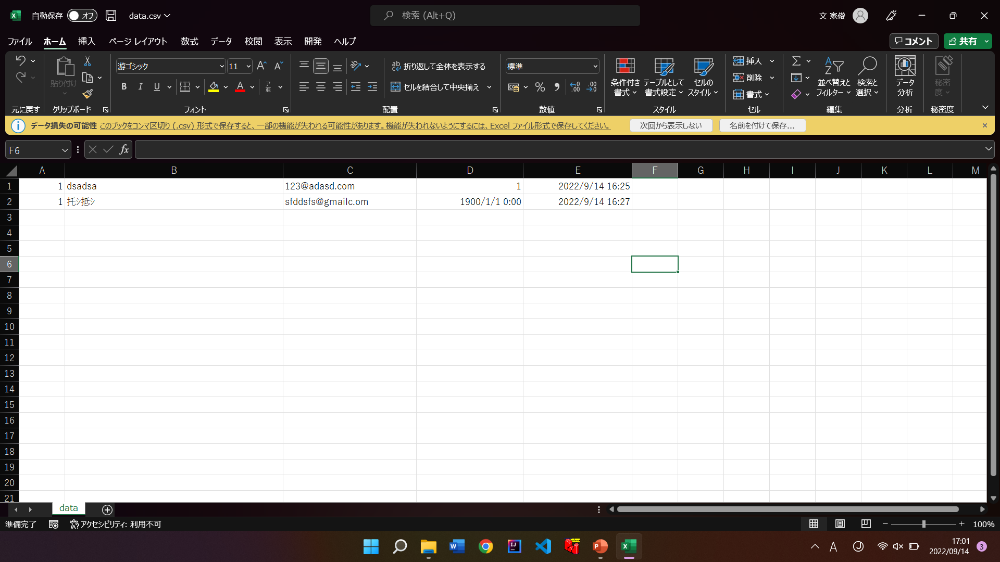 自動保存 オフ data.csv 検索 (Alt+Q) 文 家俊
ファイル ホーム 挿入 ページ レイアウト 数式 データ 校閲 表示 開発 ヘルプ コメント 共有
元に戻す
貼り付け
クリップボード
游ゴシック 11
B I U A ア亜
フォント
ab 折り返して全体を表示する
セルを結合して中央揃え
配置
標準
% , .00
数値
条件付き書式 テーブルとして書式設定 セルのスタイル
スタイル
挿入
削除
書式
セル
Σ 並べ替えとフィルター 検索と選択
編集
データ分析
分析
秘密度
秘密度
データ損失の可能性 このブックをコンマ区切り (.csv) 形式で保存すると、一部の機能が失われる可能性があります。機能が失われないようにするには、Excel ファイル形式で保存してください。 次回から表示しない 名前を付けて保存...
F6 fx
A B C D E F G H I J K L M
1 1 dsadsa 123@adasd.com 1 2022/9/14 16:25
2 1 sfddsfs@gmailc.om 1900/1/1 0:00 2022/9/14 16:27
3
4
5
6
7
8
9
10
11
12
13
14
15
16
17
18
19
20
21
data
準備完了 アクセシビリティ: 利用不可 100%
A J 17:01
2022/09/14 3